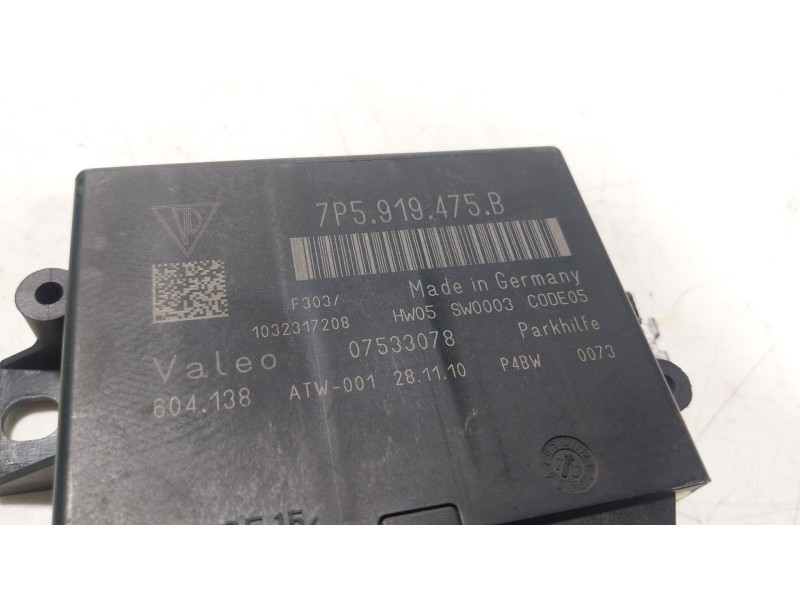 7P5.919.475.B
Made in Germany
F303/
HW05 SW0003 CODE05
1032317208
Valeo 07533078 Parkhilfe
604.138 ATW-001 28.11.10 P4BW 0073